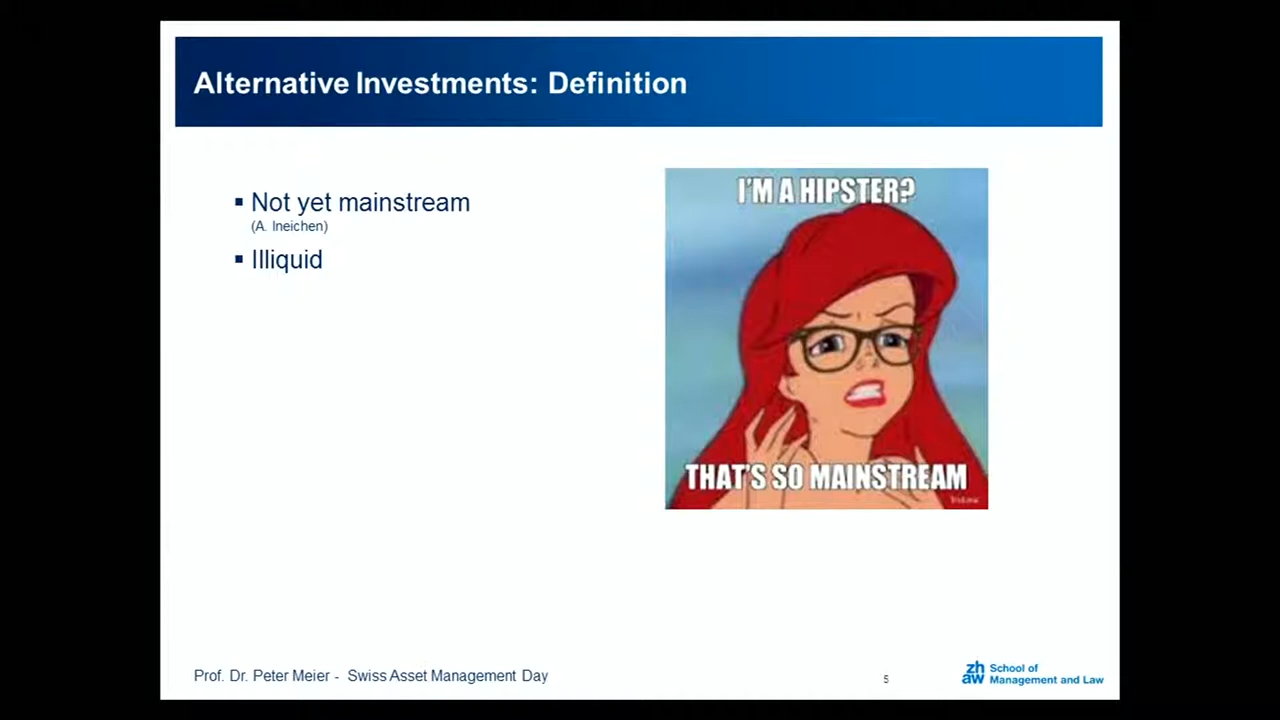 Alternative Investments: Definition
Not yet mainstream
(A. Ineichen)
Illiquid
I'M A HIPSTER?
THAT'S SO MAINSTREAM
Prof. Dr. Peter Meier - Swiss Asset Management Day
5
zh
aw
School of
Management and Law